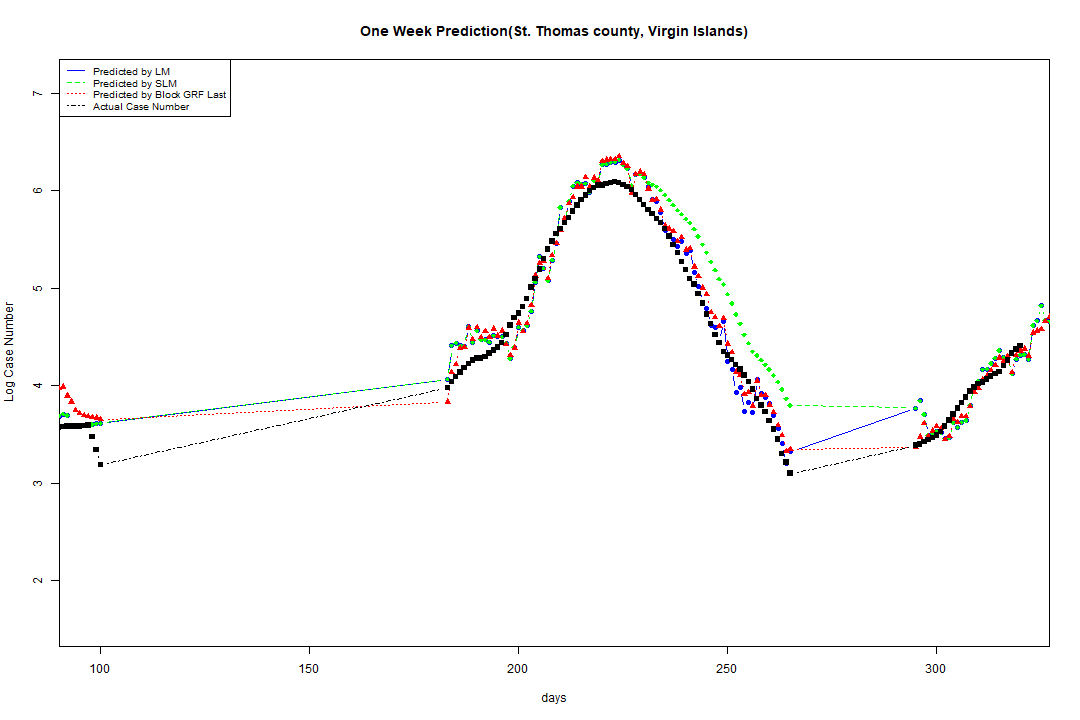 One Week Prediction(St. Thomas county, Virgin Islands)
Predicted by LM
Predicted by SLM
Predicted by Block GRF Last
Actual Case Number
7
6
5
4
3
2
Log Case Number
100 150 200 250 300
days